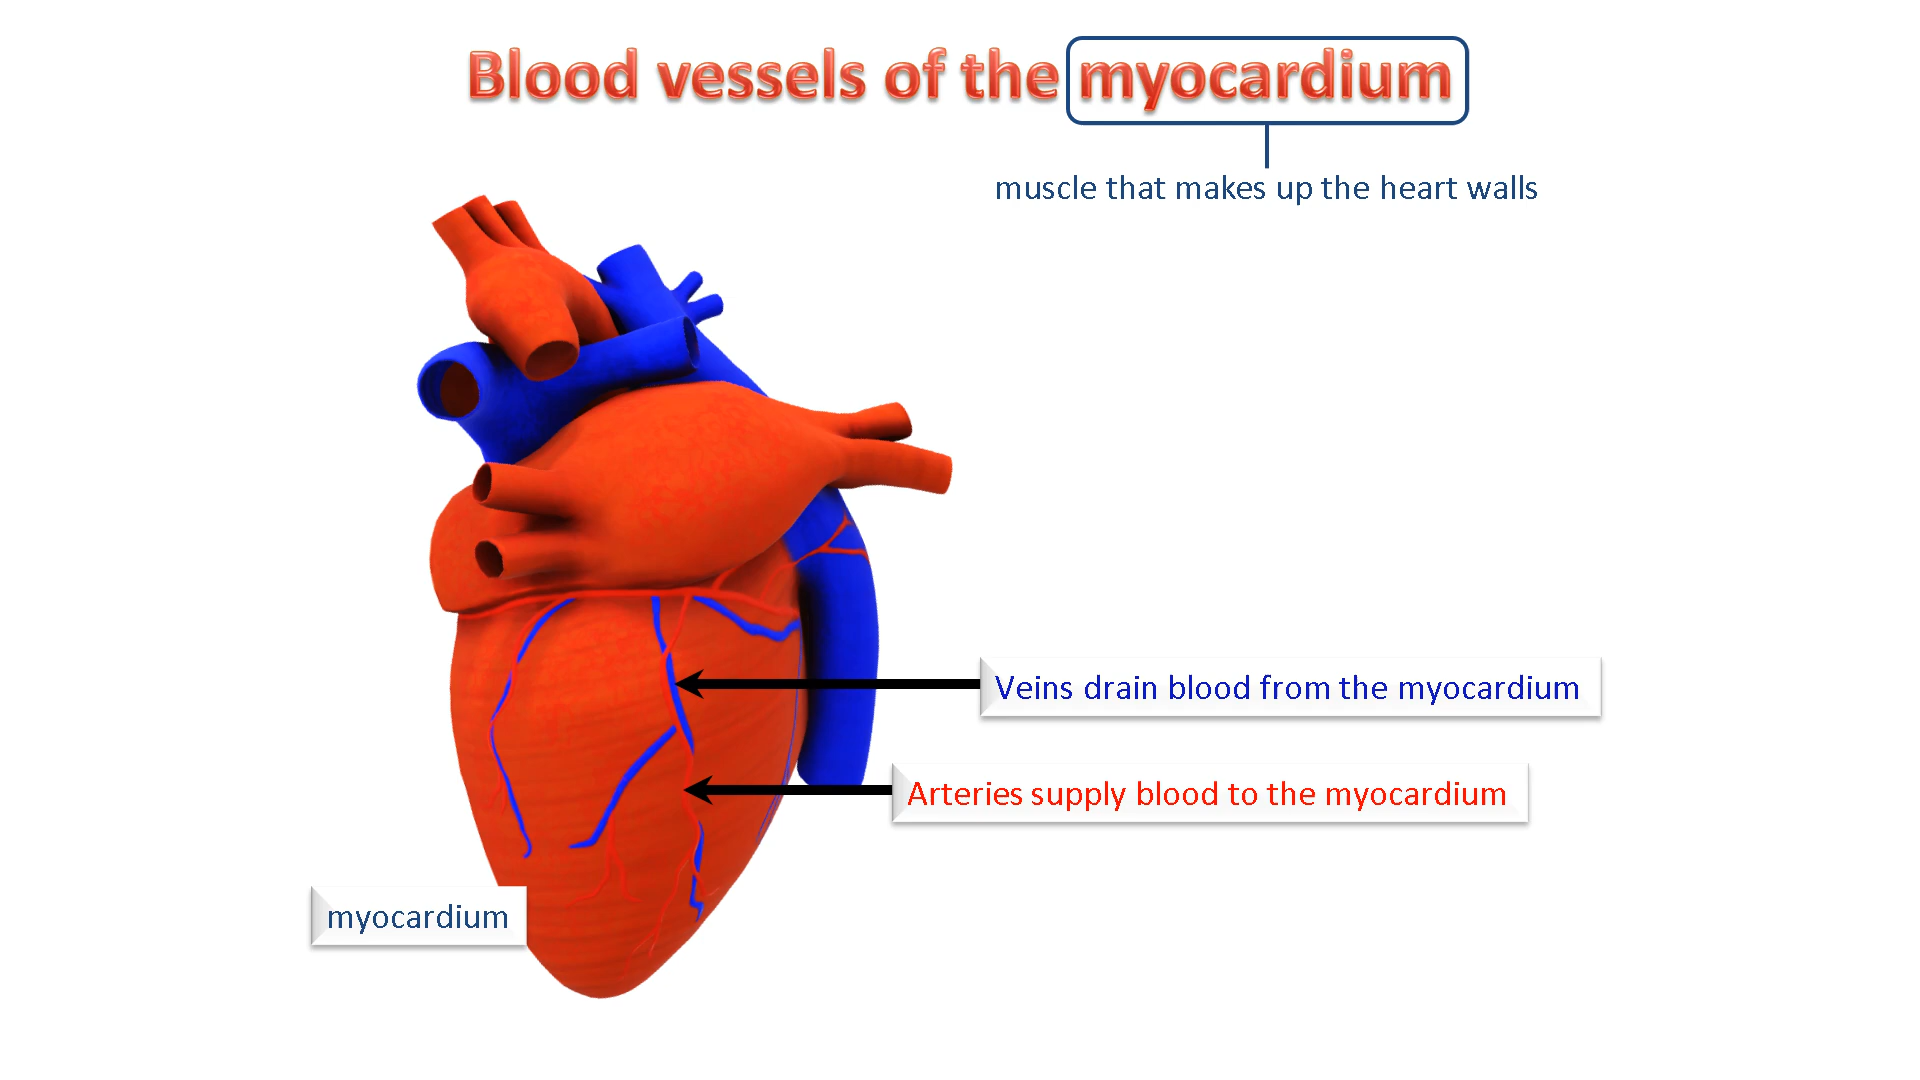 Blood vessels of the myocardium
muscle that makes up the heart walls
Veins drain blood from the myocardium
Arteries supply blood to the myocardium
myocardium